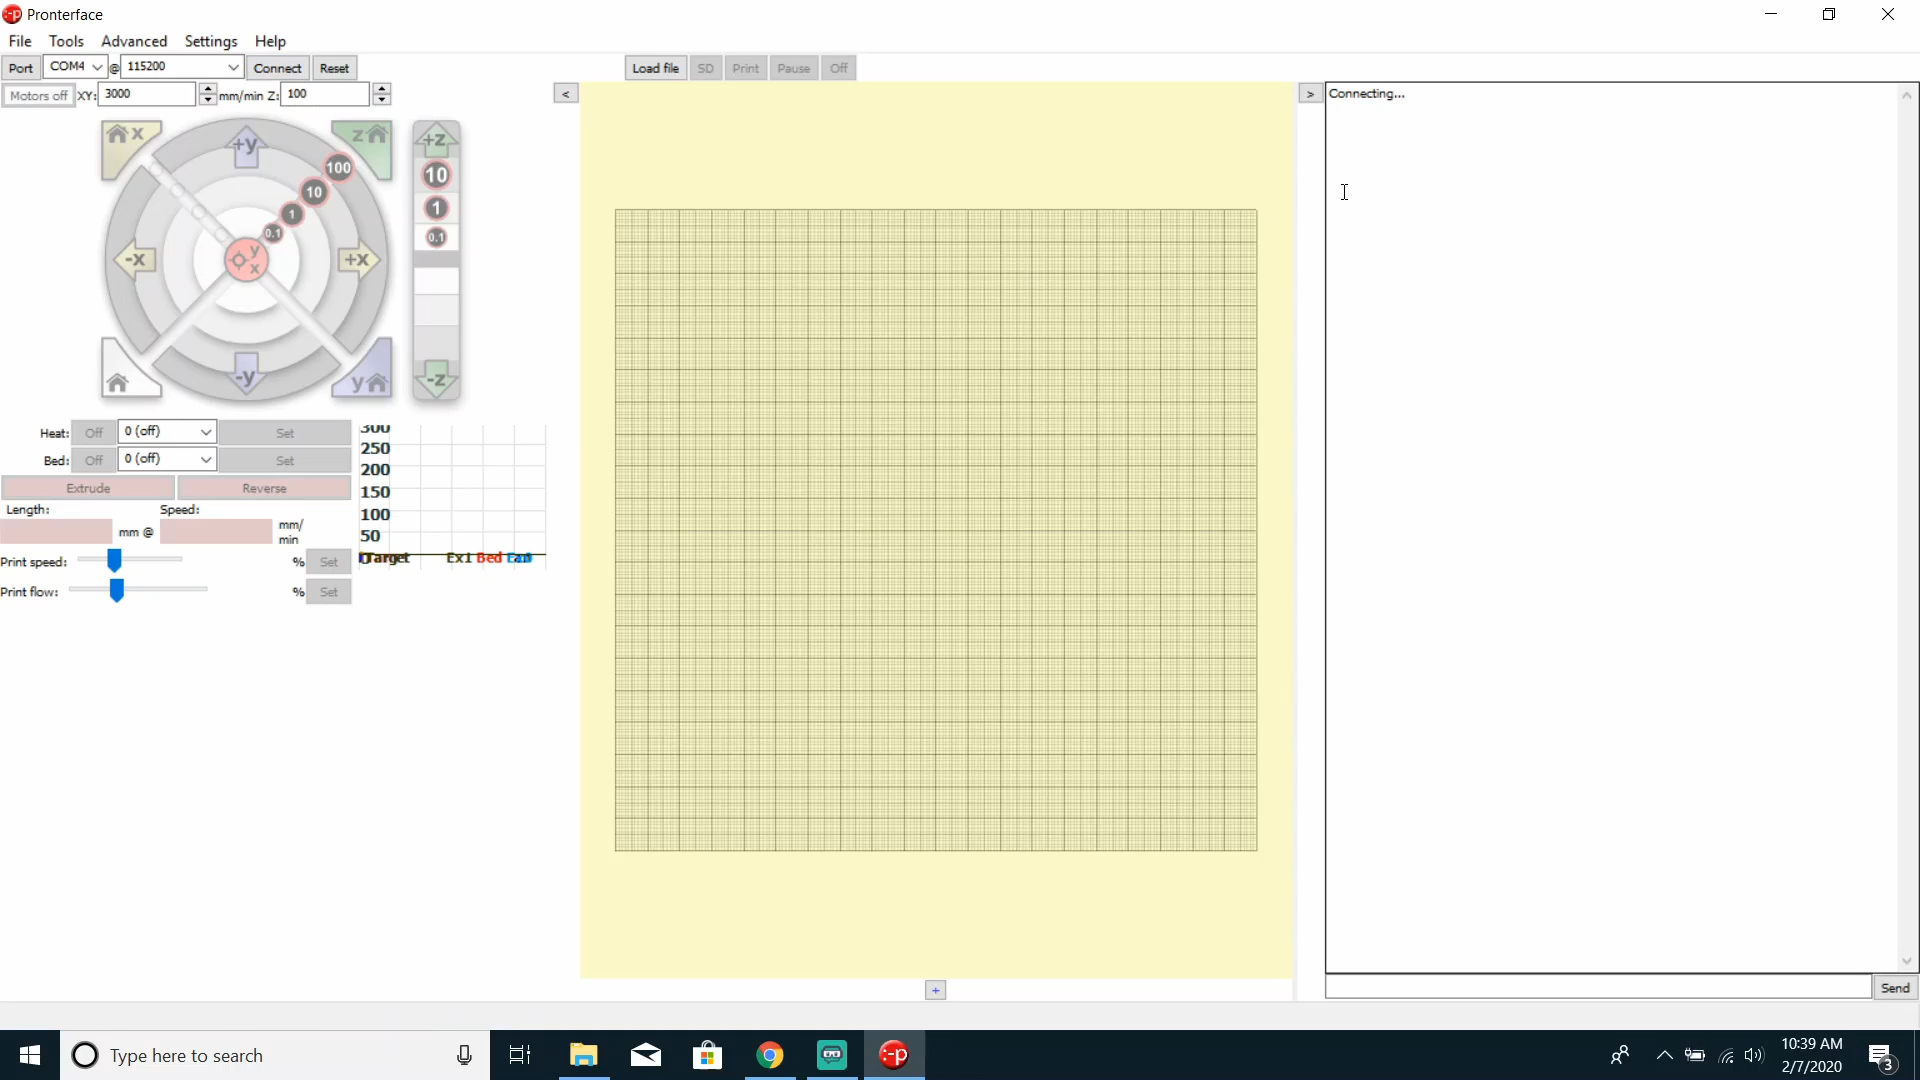 Pronterface
File Tools Advanced Settings Help
Port COM4 @ 115200 Connect Reset Load file SD Print Pause Off
Motors off XY: 3000 mm/min Z: 100 < > Connecting...
x z
+y +z
100 10
10 1
1 0.1
0.1
-x y x +x
-y -z
y
Heat: Off 0 (off) Set
Bed: Off 0 (off) Set
Extrude Reverse
Length: Speed:
mm @ mm/
min
Print speed: % Set
Print flow: % Set
300
250
200
150
100
50
Target Ex1 Bed
+
Send
Type here to search
:-p
10:39 AM
2/7/2020
3